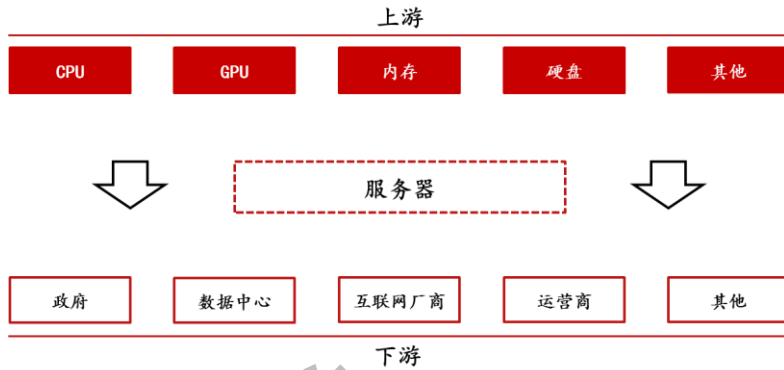 上游
CPU GPU 内存 硬盘 其他
服务器
政府 数据中心 互联网厂商 运营商 其他
下游